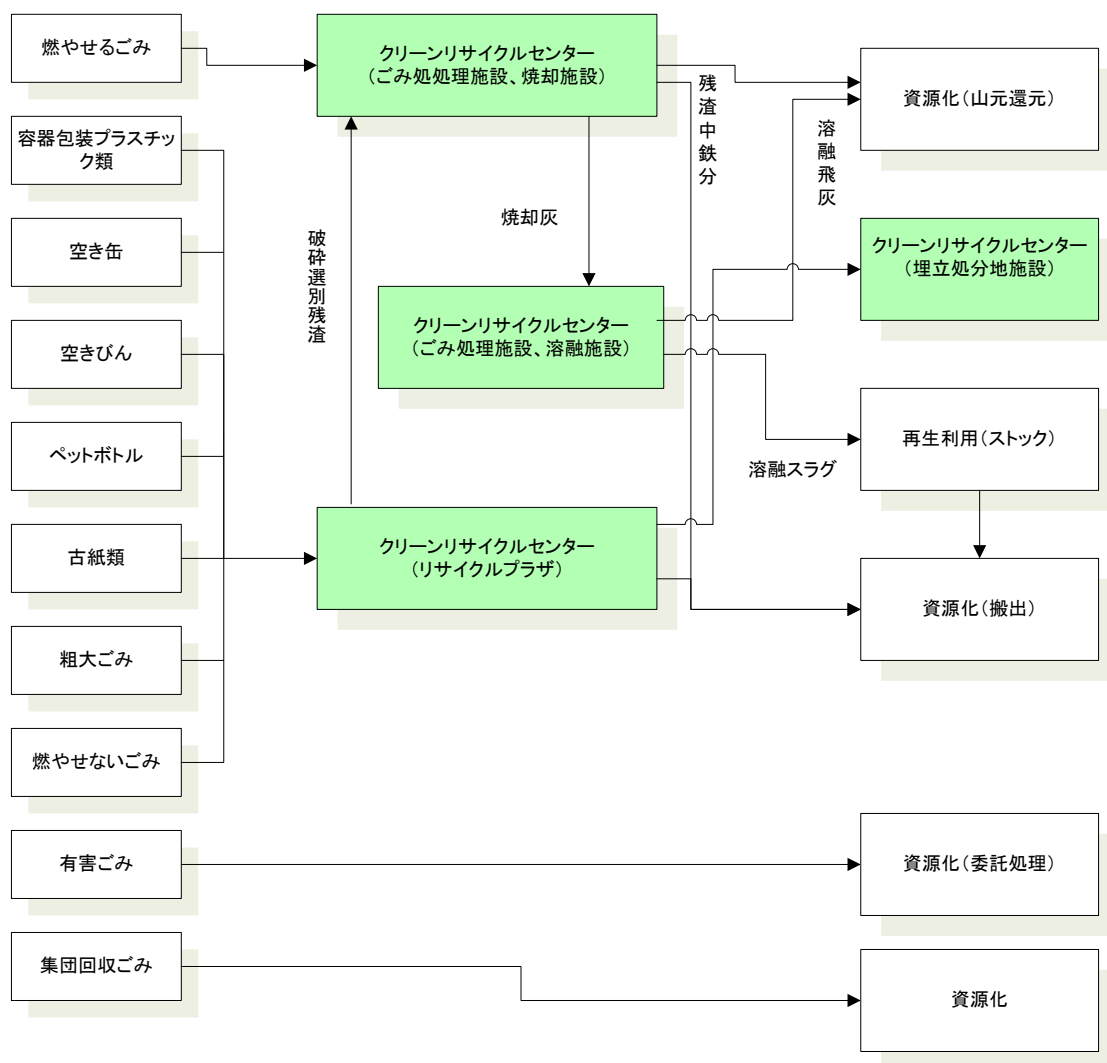 燃やせるごみ
容器包装プラスチッ
ク類
空き缶
空きびん
ペットボトル
古紙類
粗大ごみ
燃やせないごみ
有害ごみ
集団回収ごみ
クリーンリサイクルセンター
(ごみ処処理施設、焼却施設)
破砕選別残渣
焼却灰
クリーンリサイクルセンター
(ごみ処理施設、溶融施設)
クリーンリサイクルセンター
(リサイクルプラザ)
残渣中鉄分
溶融飛灰
溶融スラグ
資源化(山元還元)
クリーンリサイクルセンター
(埋立処分地施設)
再生利用(ストック)
資源化(搬出)
資源化(委託処理)
資源化